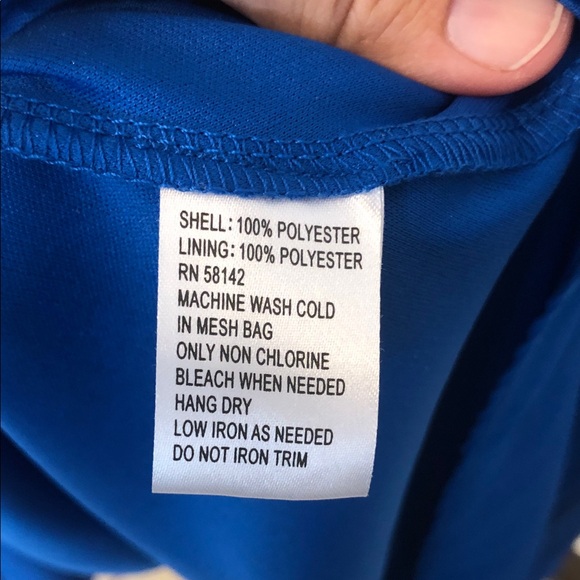 SHELL: 100% POLYESTER
LINING: 100% POLYESTER
RN 58142
MACHINE WASH COLD
IN MESH BAG
ONLY NON CHLORINE
BLEACH WHEN NEEDED
HANG DRY
LOW IRON AS NEEDED
DO NOT IRON TRIM